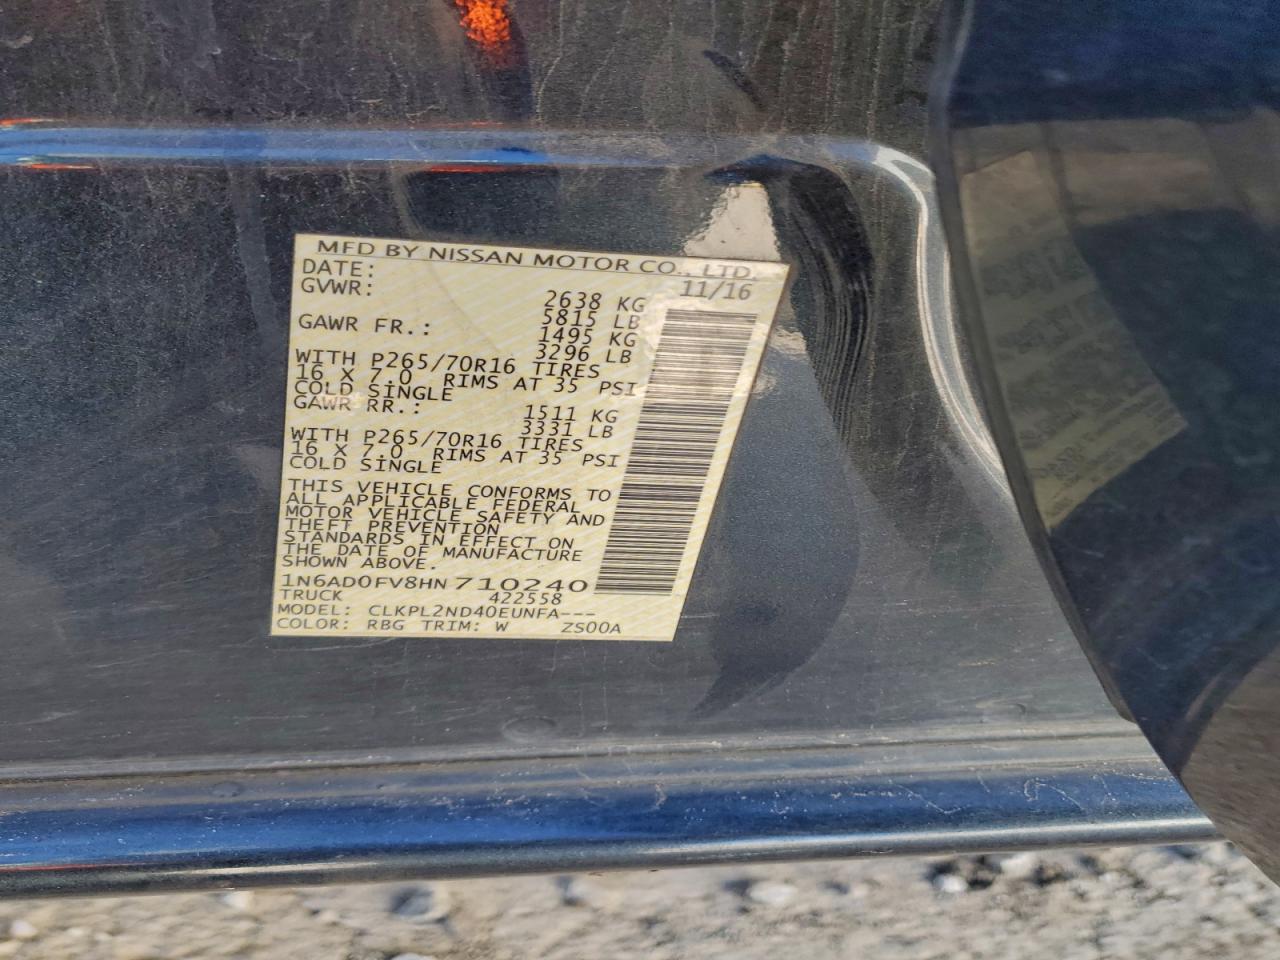 MFD BY NISSAN MOTOR CO., LTD.
DATE: 11/16
GVWR: 2638 KG
5815 LB
GAWR FR.: 1495 KG
3296 LB
WITH P265/70R16 TIRES
16 X 7.0 RIMS AT 35 PSI
COLD SINGLE
GAWR RR.: 1511 KG
3331 LB
WITH P265/70R16 TIRES
16 X 7.0 RIMS AT 35 PSI
COLD SINGLE
THIS VEHICLE CONFORMS TO
ALL APPLICABLE FEDERAL
MOTOR VEHICLE SAFETY AND
THEFT PREVENTION
STANDARDS IN EFFECT ON
THE DATE OF MANUFACTURE
SHOWN ABOVE.
1N6AD0FV8HN 710240
TRUCK 422558
MODEL: CLKPL2ND40EUNFA---
COLOR: RBG TRIM: W ZS00A